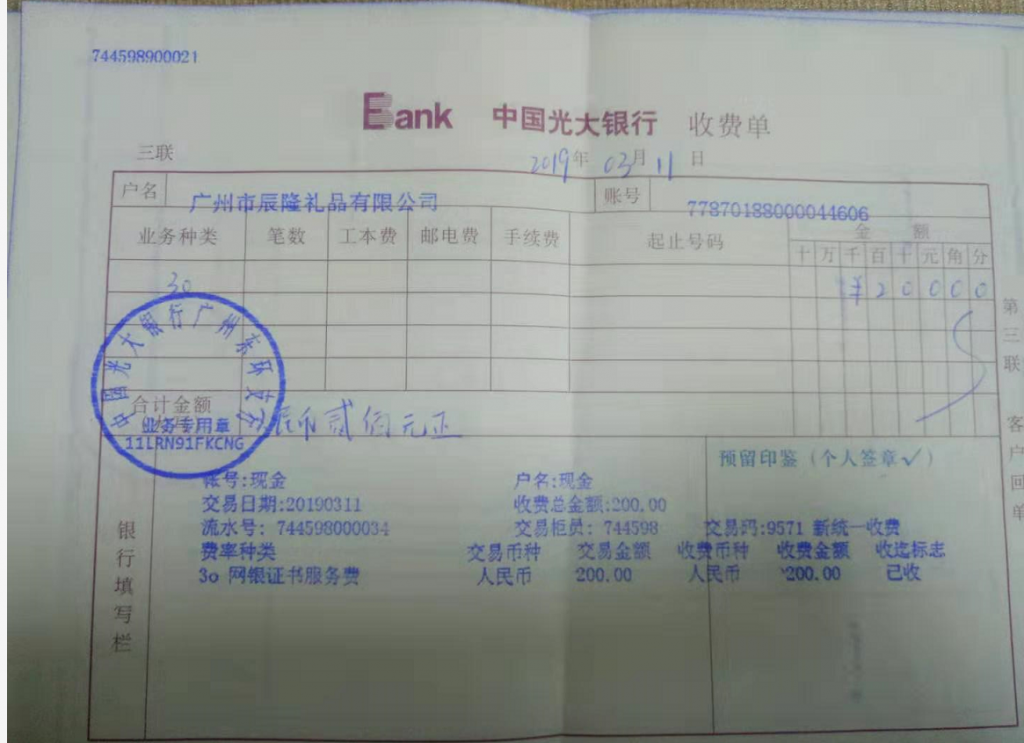 744598900021
Bank 中国光大银行 收费单
三联
2019年 03月 11 日
户名 广州市辰隆礼品有限公司 账号 77870188000044606
业务种类 笔数 工本费 邮电费 手续费 起止号码 金 额
十 万 千 百 十 元 角 分
30 ¥ 2 0 0 0 0
中国光大银行广州东环支行
业务专用章
11LRN91FKCNG
合计金额
币贰佰元正
预留印鉴(个人签章✓)
账号:现金 户名:现金
交易日期:20190311 收费总金额:200.00
流水号: 744598000034 交易柜员: 744598 交易码:9571 新统一收费
费率种类 交易币种 交易金额 收费币种 收费金额 收讫标志
3o 网银证书服务费 人民币 200.00 人民币 200.00 已收
银行填写栏
第三联 客户回单